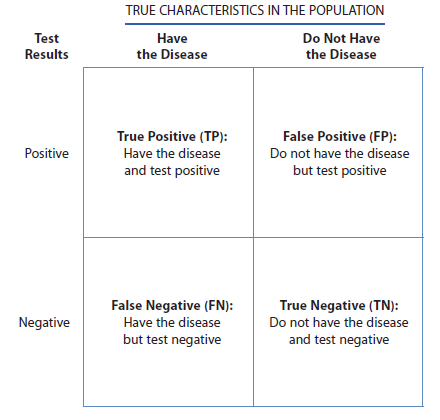 TRUE CHARACTERISTICS IN THE POPULATION
Test Results
Have the Disease
Do Not Have the Disease
Positive
True Positive (TP):
Have the disease
and test positive
False Positive (FP):
Do not have the disease
but test positive
Negative
False Negative (FN):
Have the disease
but test negative
True Negative (TN):
Do not have the disease
and test negative